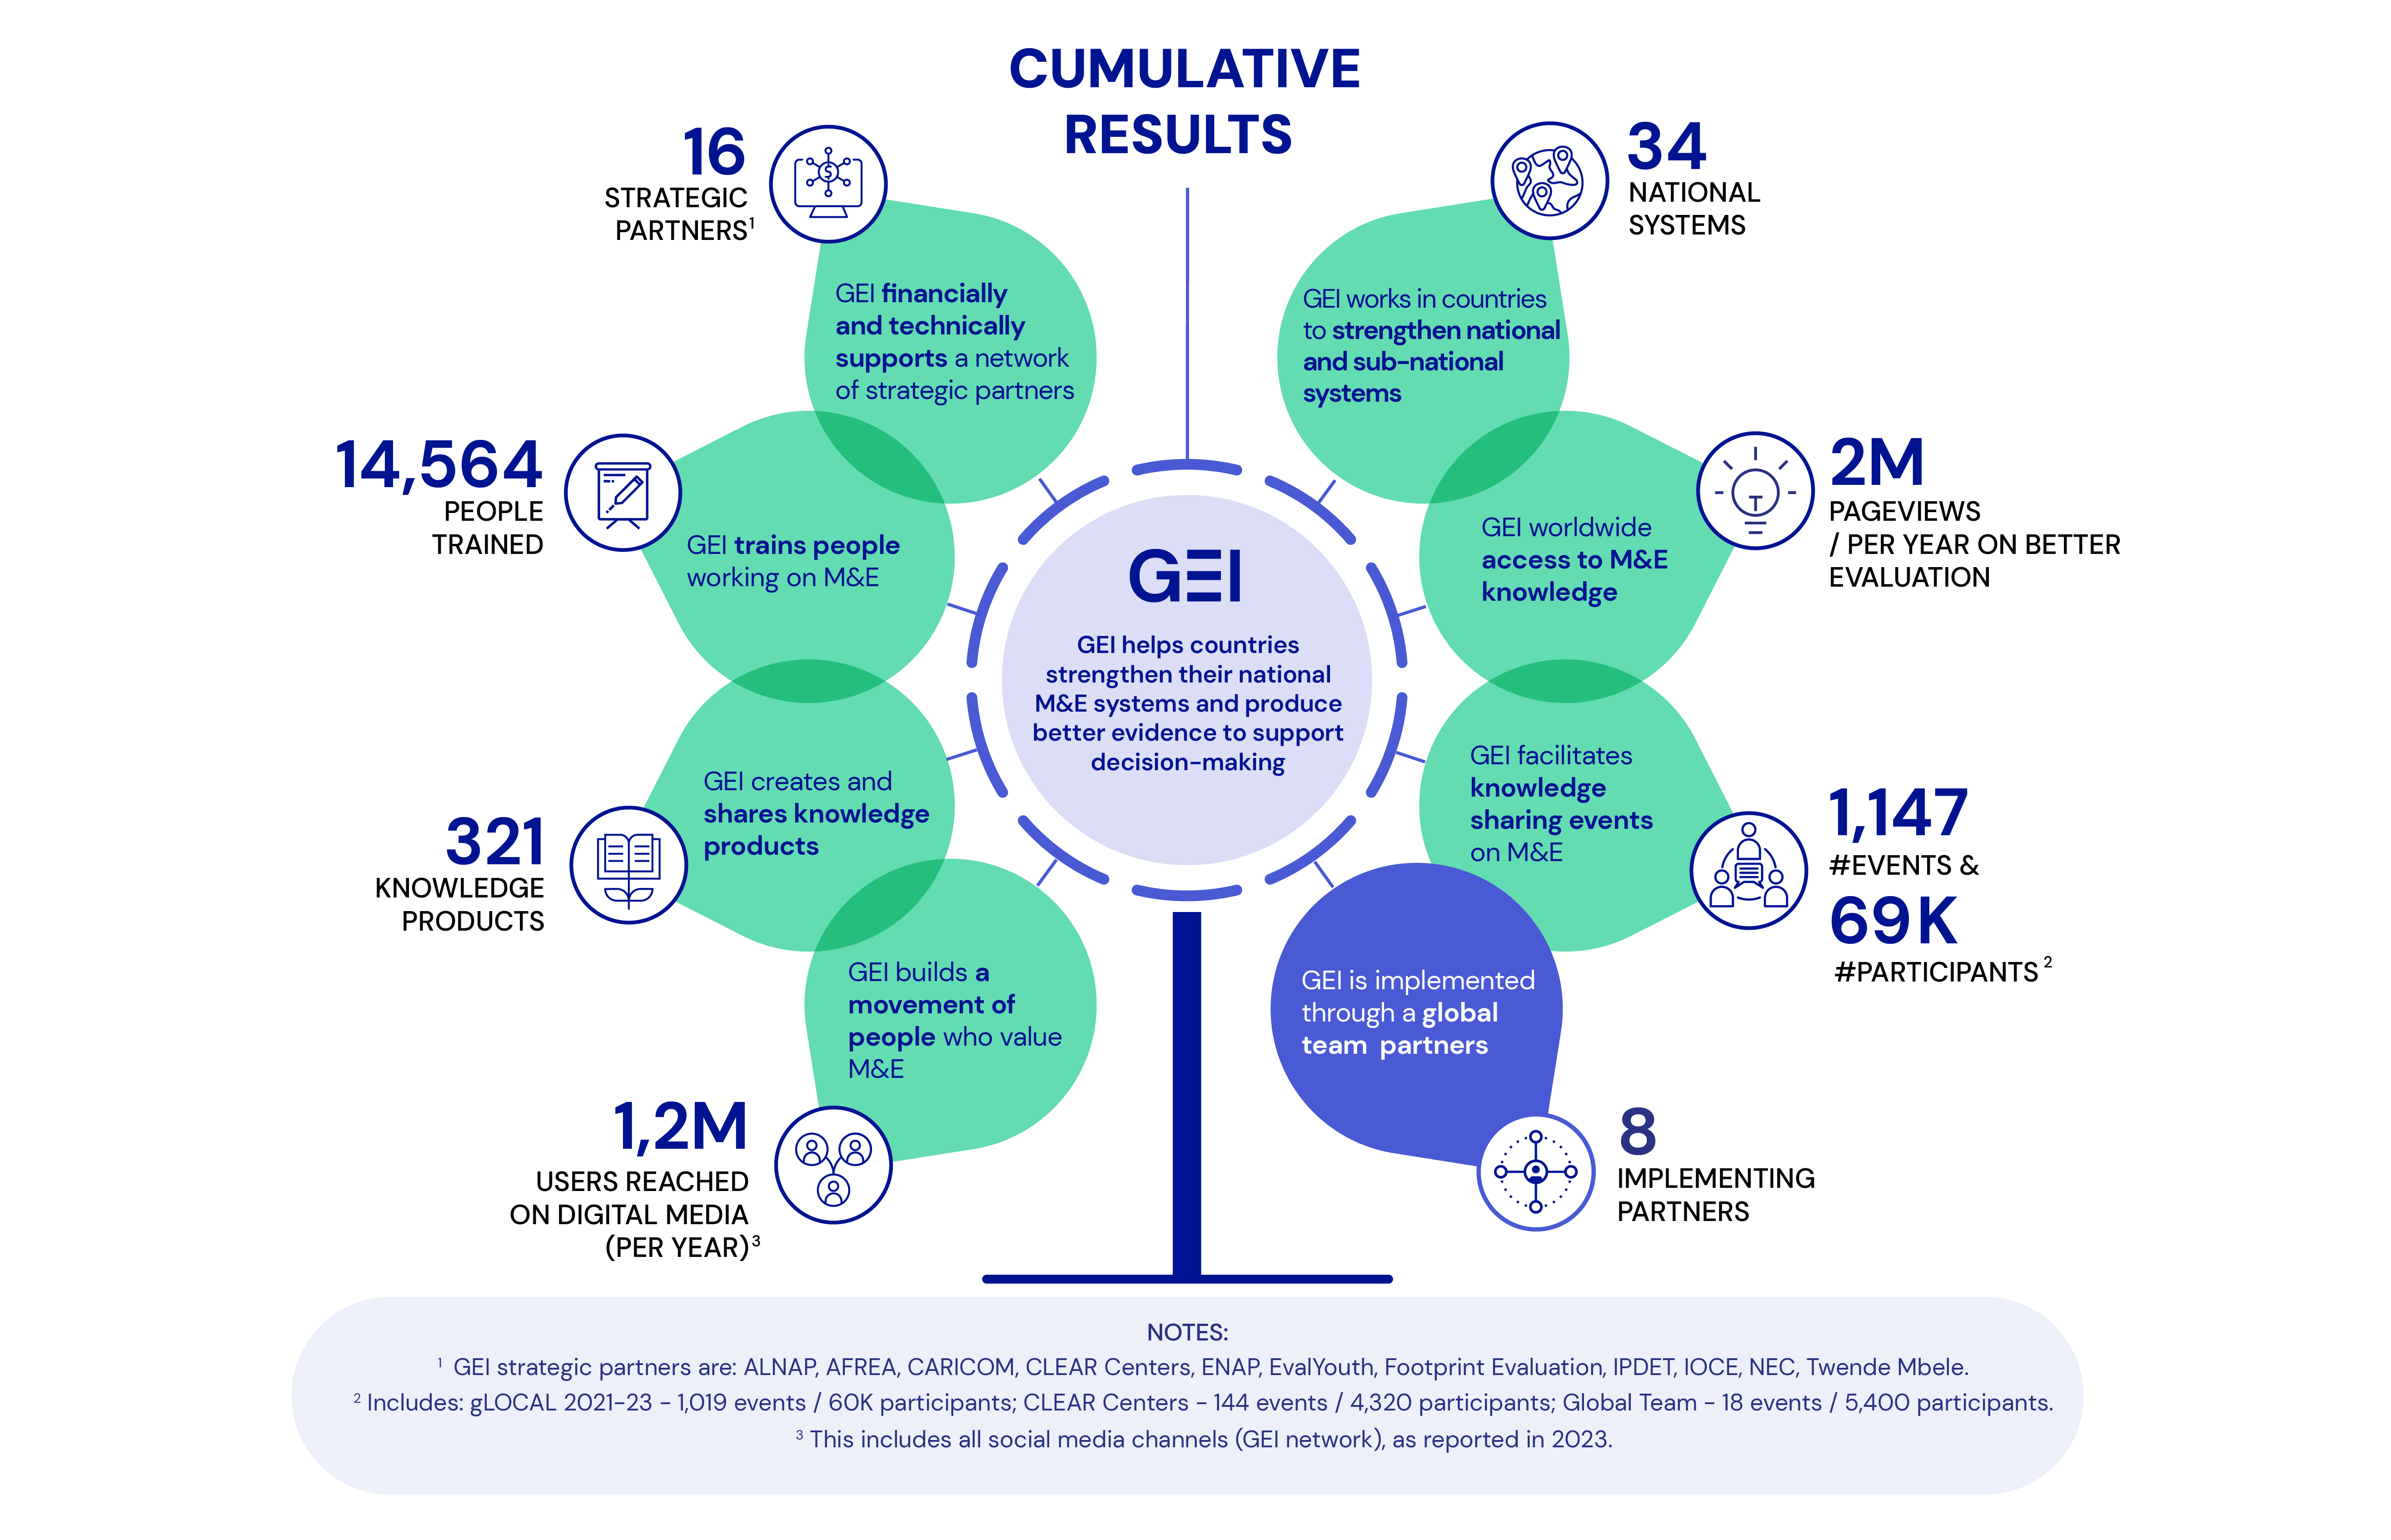 CUMULATIVE
RESULTS
16
STRATEGIC
PARTNERS¹
GEI financially
and technically
supports a network
of strategic partners
14,564
PEOPLE
TRAINED
GEI trains people
working on M&E
321
KNOWLEDGE
PRODUCTS
GEI creates and
shares knowledge
products
1,2M
USERS REACHED
ON DIGITAL MEDIA
(PER YEAR)³
GEI builds a
movement of
people who value
M&E
GEI
GEI helps countries
strengthen their national
M&E systems and produce
better evidence to support
decision-making
34
NATIONAL
SYSTEMS
GEI works in countries
to strengthen national
and sub-national
systems
2M
PAGEVIEWS
/ PER YEAR ON BETTER
EVALUATION
GEI worldwide
access to M&E
knowledge
1,147
#EVENTS &
69K
#PARTICIPANTS ²
GEI facilitates
knowledge
sharing events
on M&E
8
IMPLEMENTING
PARTNERS
GEI is implemented
through a global
team partners
NOTES:
¹ GEI strategic partners are: ALNAP, AFREA, CARICOM, CLEAR Centers, ENAP, EvalYouth, Footprint Evaluation, IPDET, IOCE, NEC, Twende Mbele.
² Includes: gLOCAL 2021-23 - 1,019 events / 60K participants; CLEAR Centers - 144 events / 4,320 participants; Global Team - 18 events / 5,400 participants.
³ This includes all social media channels (GEI network), as reported in 2023.